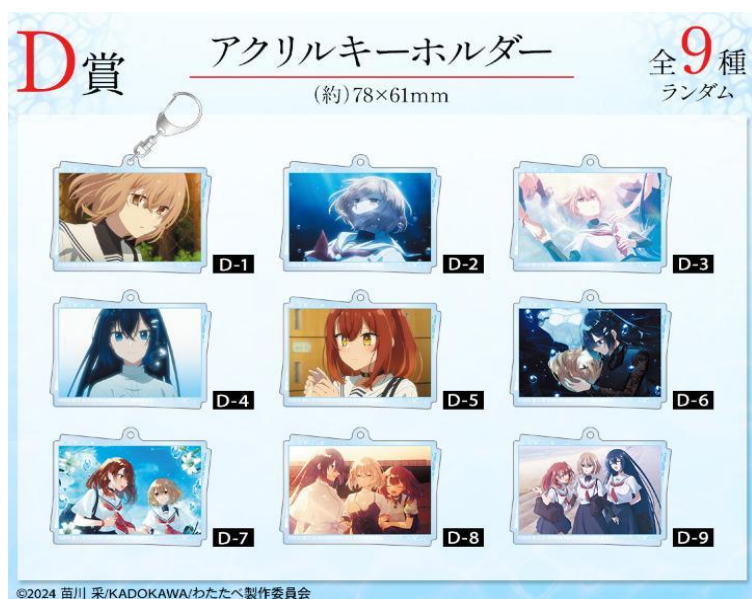 D賞
アクリルキーホルダー
(約)78×61mm
全9種
ランダム
D-1
D-2
D-3
D-4
D-5
D-6
D-7
D-8
D-9
©2024 苗川 采/KADOKAWA/わたたべ製作委員会